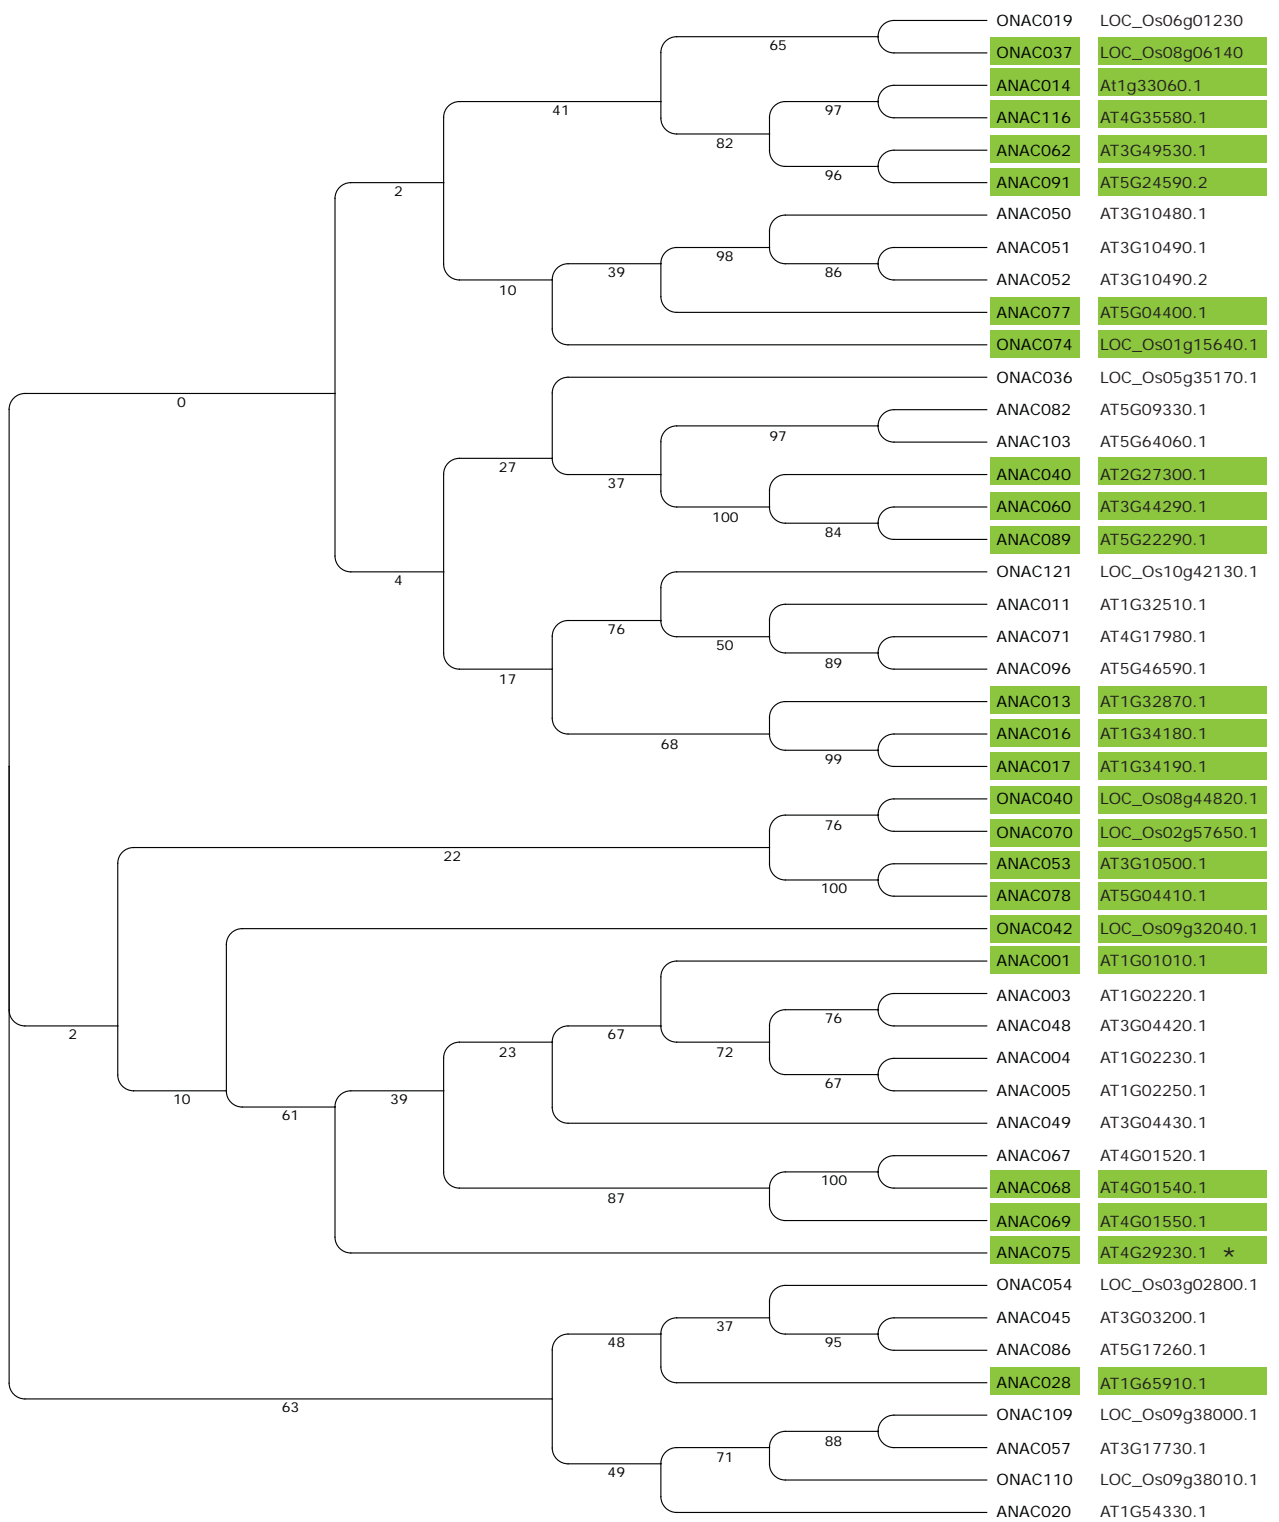 ONAC019 LOC_Os06g01230
65
ONAC037 LOC_Os08g06140
ANAC014 At1g33060.1
41
97
ANAC116 AT4G35580.1
82
ANAC062 AT3G49530.1
96
ANAC091 AT5G24590.2
2
ANAC050 AT3G10480.1
ANAC051 AT3G10490.1
98
39
86
ANAC052 AT3G10490.2
10
ANAC077 AT5G04400.1
ONAC074 LOC_Os01g15640.1
ONAC036 LOC_Os05g35170.1
0
ANAC082 AT5G09330.1
97
ANAC103 AT5G64060.1
27
ANAC040 AT2G27300.1
37
ANAC060 AT3G44290.1
100
84
ANAC089 AT5G22290.1
ONAC121 LOC_Os10g42130.1
4
ANAC011 AT1G32510.1
76
ANAC071 AT4G17980.1
50
89
ANAC096 AT5G46590.1
17
ANAC013 AT1G32870.1
ANAC016 AT1G34180.1
68
99
ANAC017 AT1G34190.1
ONAC040 LOC_Os08g44820.1
76
ONAC070 LOC_Os02g57650.1
22
ANAC053 AT3G10500.1
100
ANAC078 AT5G04410.1
ONAC042 LOC_Os09g32040.1
ANAC001 AT1G01010.1
ANAC003 AT1G02220.1
76
ANAC048 AT3G04420.1
2
67
23
72
ANAC004 AT1G02230.1
67
ANAC005 AT1G02250.1
10
39
61
ANAC049 AT3G04430.1
ANAC067 AT4G01520.1
100
ANAC068 AT4G01540.1
87
ANAC069 AT4G01550.1
ANAC075 AT4G29230.1 *
ONAC054 LOC_Os03g02800.1
ANAC045 AT3G03200.1
37
48
95
ANAC086 AT5G17260.1
ANAC028 AT1G65910.1
63
ONAC109 LOC_Os09g38000.1
88
ANAC057 AT3G17730.1
71
49
ONAC110 LOC_Os09g38010.1
ANAC020 AT1G54330.1